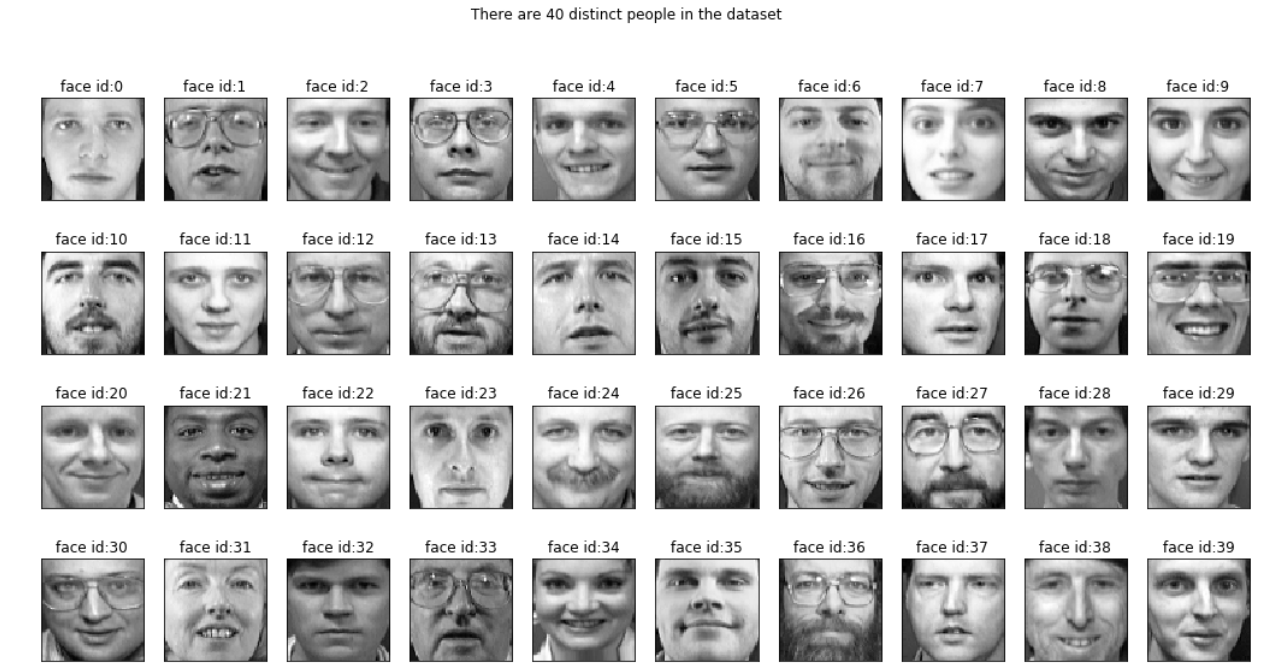 There are 40 distinct people in the dataset
face id:0 face id:1 face id:2 face id:3 face id:4 face id:5 face id:6 face id:7 face id:8 face id:9
face id:10 face id:11 face id:12 face id:13 face id:14 face id:15 face id:16 face id:17 face id:18 face id:19
face id:20 face id:21 face id:22 face id:23 face id:24 face id:25 face id:26 face id:27 face id:28 face id:29
face id:30 face id:31 face id:32 face id:33 face id:34 face id:35 face id:36 face id:37 face id:38 face id:39